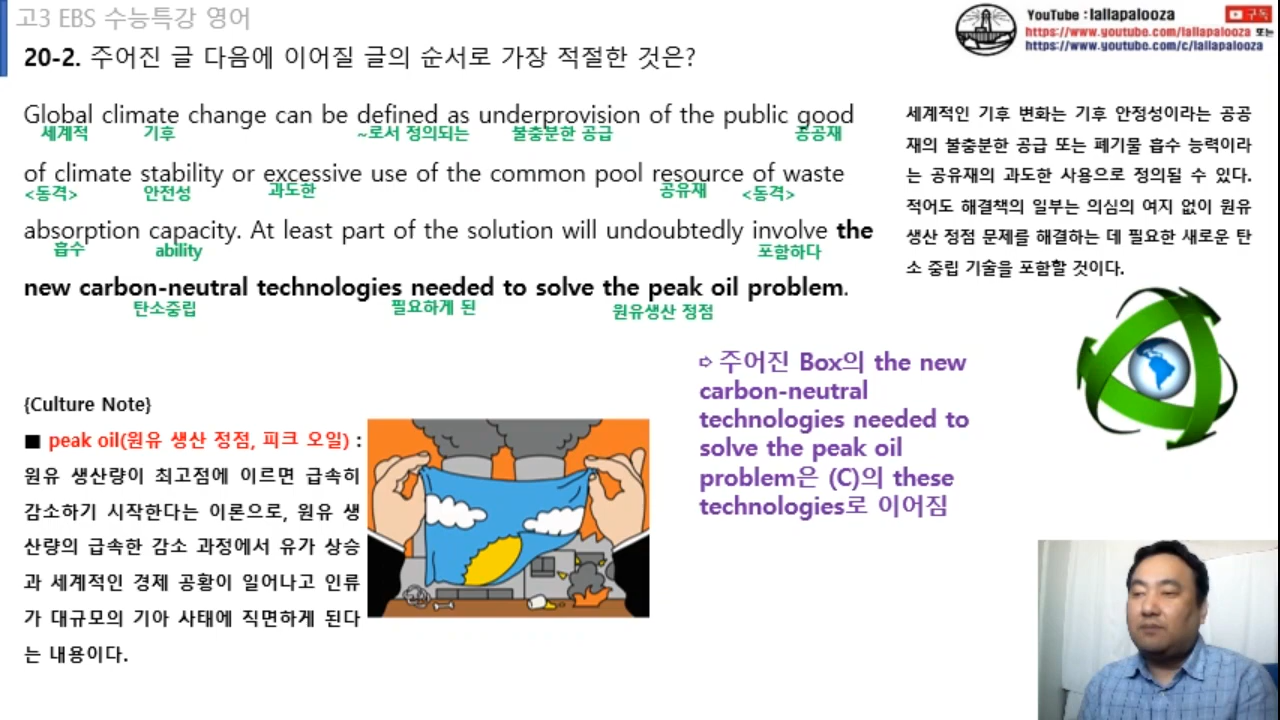 고3 EBS 수능특강 영어
YouTube : lallapalooza
구독
https://www.youtube.com/lallapalooza 또는
https://www.youtube.com/c/lallapalooza
20-2. 주어진 글 다음에 이어질 글의 순서로 가장 적절한 것은?
Global climate change can be defined as underprovision of the public good
세계적 기후 ~로서 정의되는 불충분한 공급 공공재
of climate stability or excessive use of the common pool resource of waste
<동격> 안전성 과도한 공유재 <동격>
absorption capacity. At least part of the solution will undoubtedly involve the
흡수 ability 포함하다
new carbon-neutral technologies needed to solve the peak oil problem.
탄소중립 필요하게 된 원유생산 정점
세계적인 기후 변화는 기후 안정성이라는 공공
재의 불충분한 공급 또는 폐기물 흡수 능력이라
는 공유재의 과도한 사용으로 정의될 수 있다.
적어도 해결책의 일부는 의심의 여지 없이 원유
생산 정점 문제를 해결하는 데 필요한 새로운 탄
소 중립 기술을 포함할 것이다.
{Culture Note}
■ peak oil(원유 생산 정점, 피크 오일) :
원유 생산량이 최고점에 이르면 급속히
감소하기 시작한다는 이론으로, 원유 생
산량의 급속한 감소 과정에서 유가 상승
과 세계적인 경제 공황이 일어나고 인류
가 대규모의 기아 사태에 직면하게 된다
는 내용이다.
⇨ 주어진 Box의 the new
carbon-neutral
technologies needed to
solve the peak oil
problem은 (C)의 these
technologies로 이어짐